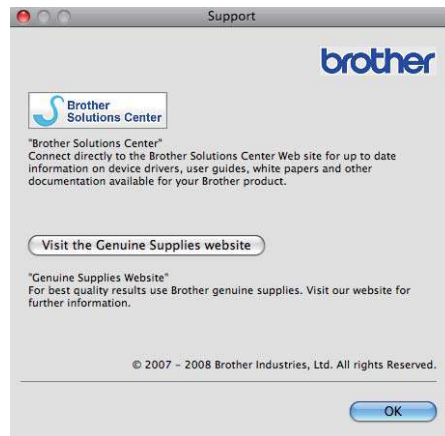 Support
brother
Brother
Solutions Center
"Brother Solutions Center"
Connect directly to the Brother Solutions Center Web site for up to date
information on device drivers, user guides, white papers and other
documentation available for your Brother product.
Visit the Genuine Supplies website
"Genuine Supplies Website"
For best quality results use Brother genuine supplies. Visit our website for
further information.
© 2007 - 2008 Brother Industries, Ltd. All rights Reserved.
OK